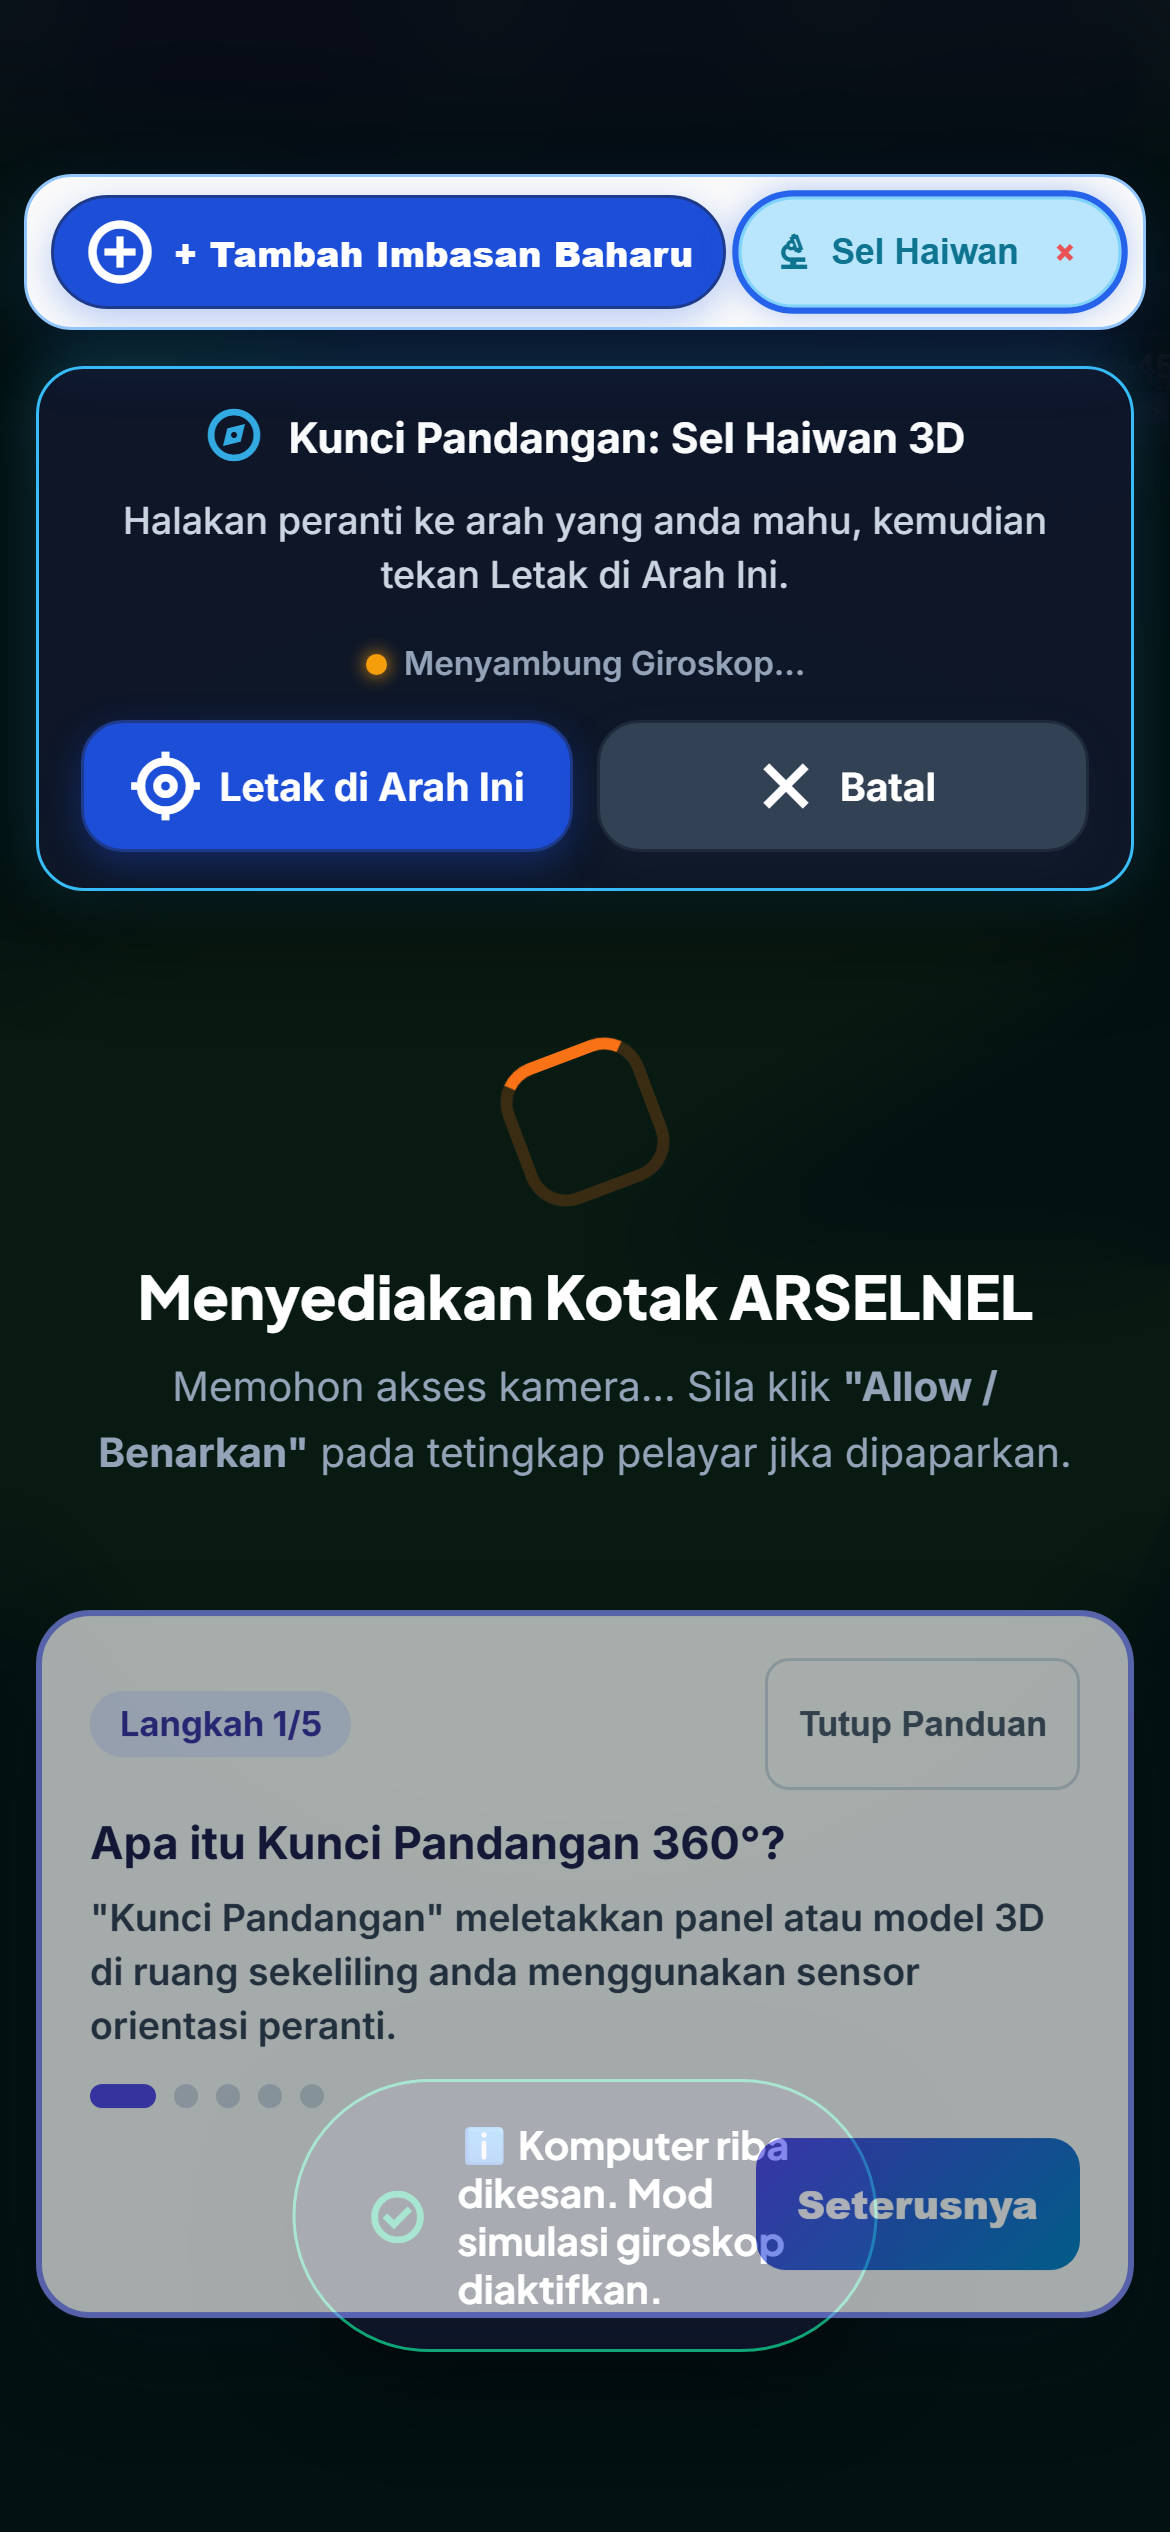 + Tambah Imbasan Baharu
Sel Haiwan ×
Kunci Pandangan: Sel Haiwan 3D
Halakan peranti ke arah yang anda mahu, kemudian
tekan Letak di Arah Ini.
Menyambung Giroskop...
Letak di Arah Ini
Batal
Menyediakan Kotak ARSELNEL
Memohon akses kamera... Sila klik "Allow /
Benarkan" pada tetingkap pelayar jika dipaparkan.
Langkah 1/5
Tutup Panduan
Apa itu Kunci Pandangan 360°?
"Kunci Pandangan" meletakkan panel atau model 3D
di ruang sekeliling anda menggunakan sensor
orientasi peranti.
ℹ️ Komputer riba
dikesan. Mod
simulasi giroskop
diaktifkan.
Seterusnya